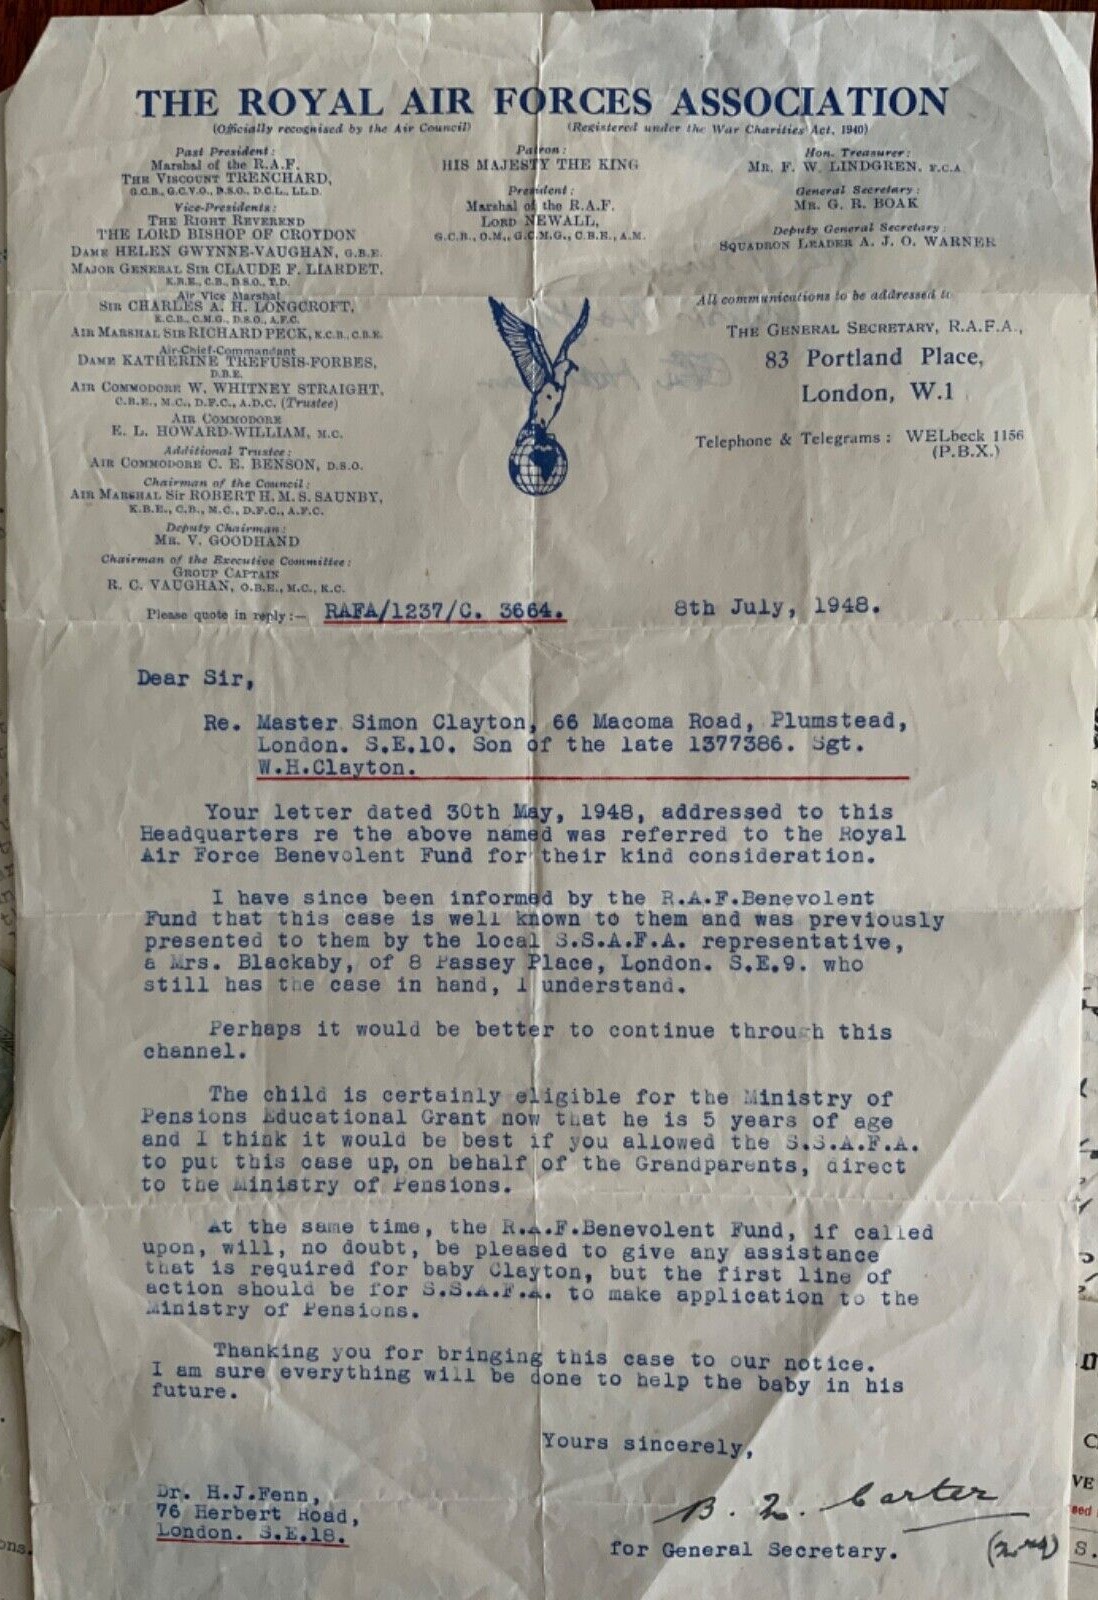 THE ROYAL AIR FORCES ASSOCIATION
(Officially recognised by the Air Council)
(Registered under the War Charities Act, 1940)
Past President:
Marshal of the R.A.F.
THE VISCOUNT TRENCHARD,
G.C.B., G.C.V.O., D.S.O., D.C.L., LL.D.
Vice-Presidents:
THE RIGHT REVEREND
THE LORD BISHOP OF CROYDON
DAME HELEN GWYNNE-VAUGHAN, G.B.E.
MAJOR GENERAL SIR CLAUDE F. LIARDET,
K.B.E., C.B., D.S.O., T.D.
Air Vice Marshal
SIR CHARLES A. H. LONGCROFT,
K.C.B., C.M.G., D.S.O., A.F.C.
AIR MARSHAL SIR RICHARD PECK, K.C.B., C.B.E.
Air-Chief-Commandant
DAME KATHERINE TREFUSIS-FORBES,
D.B.E.
AIR COMMODORE W. WHITNEY STRAIGHT,
C.B.E., M.C., D.F.C., A.D.C. (Trustee)
AIR COMMODORE
E. L. HOWARD-WILLIAM, M.C.
Additional Trustee:
AIR COMMODORE C. E. BENSON, D.S.O.
Chairman of the Council:
AIR MARSHAL Sir ROBERT H. M. S. SAUNBY,
K.B.E., C.B., M.C., D.F.C., A.F.C.
Deputy Chairman:
MR. V. GOODHAND
Chairman of the Executive Committee:
GROUP CAPTAIN
R. C. VAUGHAN, O.B.E., M.C., K.C.
Patron:
HIS MAJESTY THE KING
President:
Marshal of the R.A.F.
LORD NEWALL,
G.C.B., O.M., G.C.M.G., C.B.E., A.M.
Hon. Treasurer:
MR. F. W. LINDGREN, F.C.A.
General Secretary:
MR. G. R. BOAK
Deputy General Secretary:
SQUADRON LEADER A. J. O. WARNER
All communications to be addressed to
THE GENERAL SECRETARY, R.A.F.A.,
83 Portland Place,
London, W.1
Telephone & Telegrams: WELbeck 1156
(P.B.X.)
Please quote in reply:— RAFA/1237/C. 3664.
8th July, 1948.
Dear Sir,
Re. Master Simon Clayton, 66 Macoma Road, Plumstead,
London. S.E.10. Son of the late 1377386. Sgt.
W.H.Clayton.
Your letter dated 30th May, 1948, addressed to this
Headquarters re the above named was referred to the Royal
Air Force Benevolent Fund for their kind consideration.
I have since been informed by the R.A.F.Benevolent
Fund that this case is well known to them and was previously
presented to them by the local S.S.A.F.A. representative,
a Mrs. Blackaby, of 8 Passey Place, London. S.E.9. who
still has the case in hand, I understand.
Perhaps it would be better to continue through this
channel.
The child is certainly eligible for the Ministry of
Pensions Educational Grant now that he is 5 years of age
and I think it would be best if you allowed the S.S.A.F.A.
to put this case up, on behalf of the Grandparents, direct
to the Ministry of Pensions.
At the same time, the R.A.F.Benevolent Fund, if called
upon, will, no doubt, be pleased to give any assistance
that is required for baby Clayton, but the first line of
action should be for S.S.A.F.A. to make application to the
Ministry of Pensions.
Thanking you for bringing this case to our notice.
I am sure everything will be done to help the baby in his
future.
Yours sincerely,
Dr. H.J.Fenn,
76 Herbert Road,
London. S.E.18.
Carter
(Mrs)
for General Secretary.